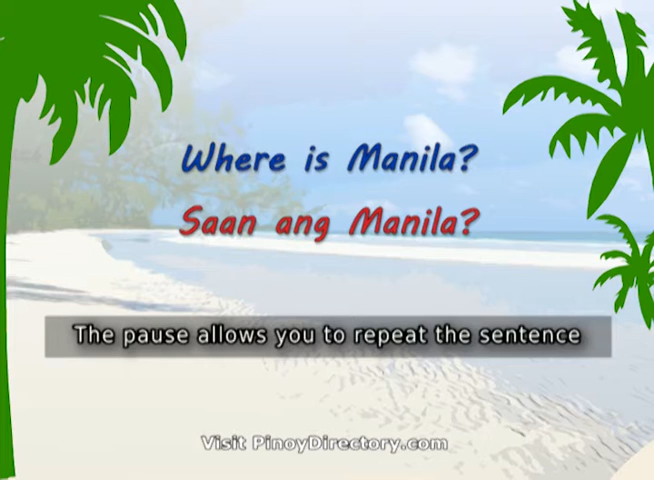 Where is Manila?
Saan ang Manila?
The pause allows you to repeat the sentence
Visit PinoyDirectory.com